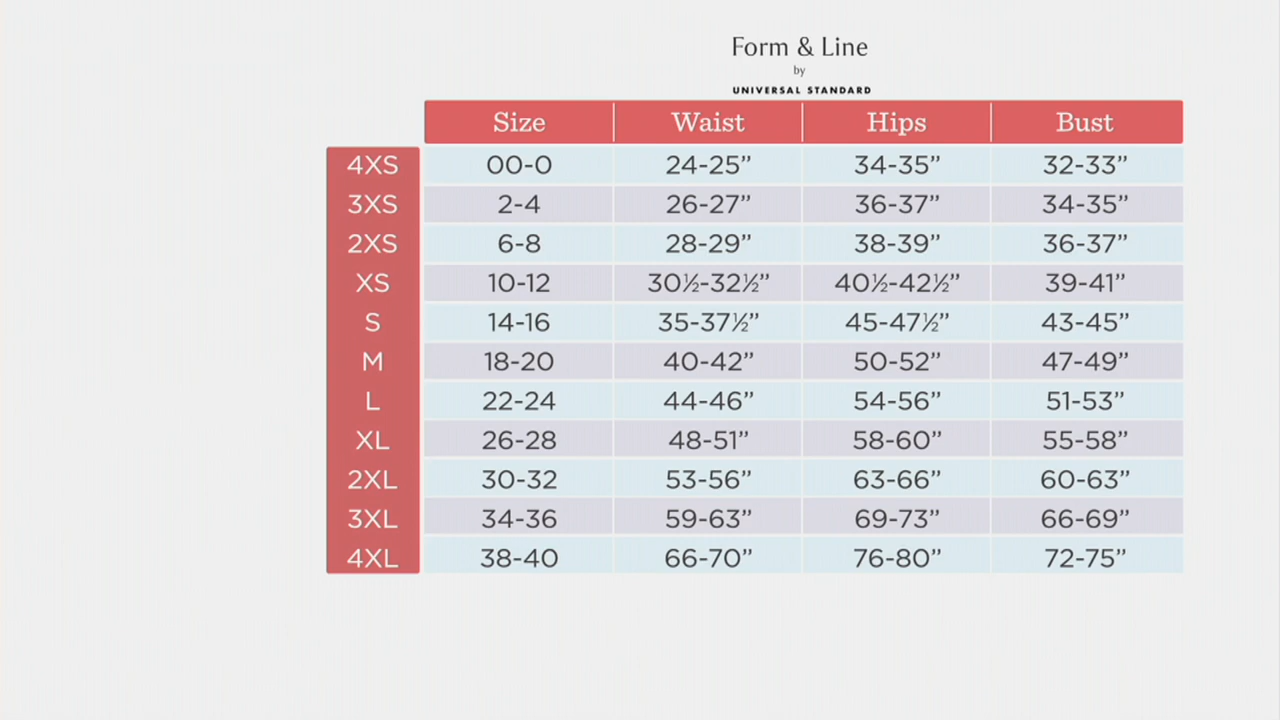 Form & Line
by
UNIVERSAL STANDARD
Size Waist Hips Bust
4XS 00-0 24-25” 34-35” 32-33”
3XS 2-4 26-27” 36-37” 34-35”
2XS 6-8 28-29” 38-39” 36-37”
XS 10-12 30½-32½” 40½-42½” 39-41”
S 14-16 35-37½” 45-47½” 43-45”
M 18-20 40-42” 50-52” 47-49”
L 22-24 44-46” 54-56” 51-53”
XL 26-28 48-51” 58-60” 55-58”
2XL 30-32 53-56” 63-66” 60-63”
3XL 34-36 59-63” 69-73” 66-69”
4XL 38-40 66-70” 76-80” 72-75”